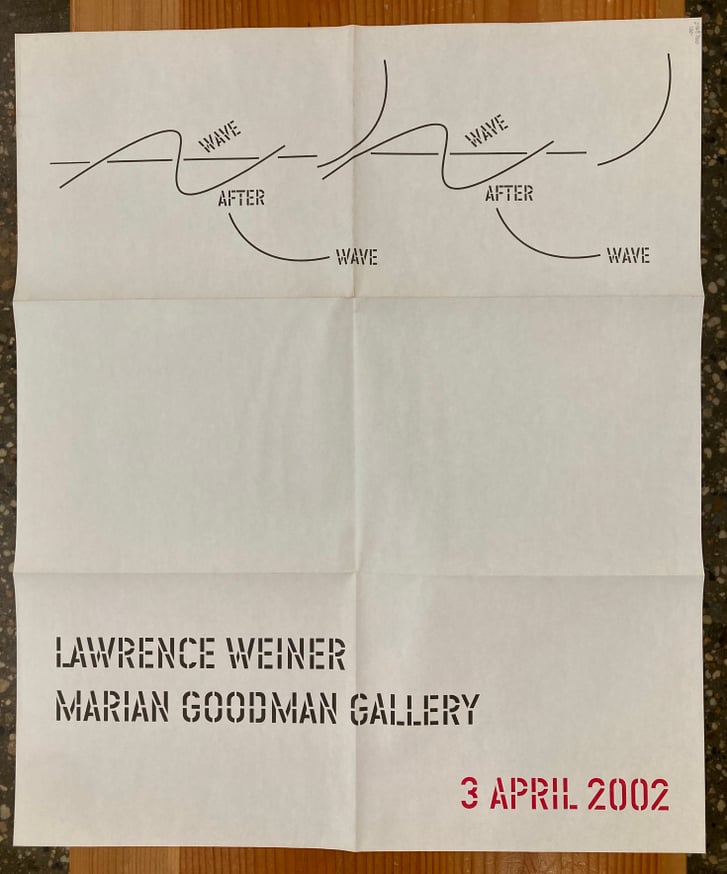 WAVE WAVE
AFTER AFTER
WAVE WAVE
LAWRENCE WEINER
MARIAN GOODMAN GALLERY
3 APRIL 2002